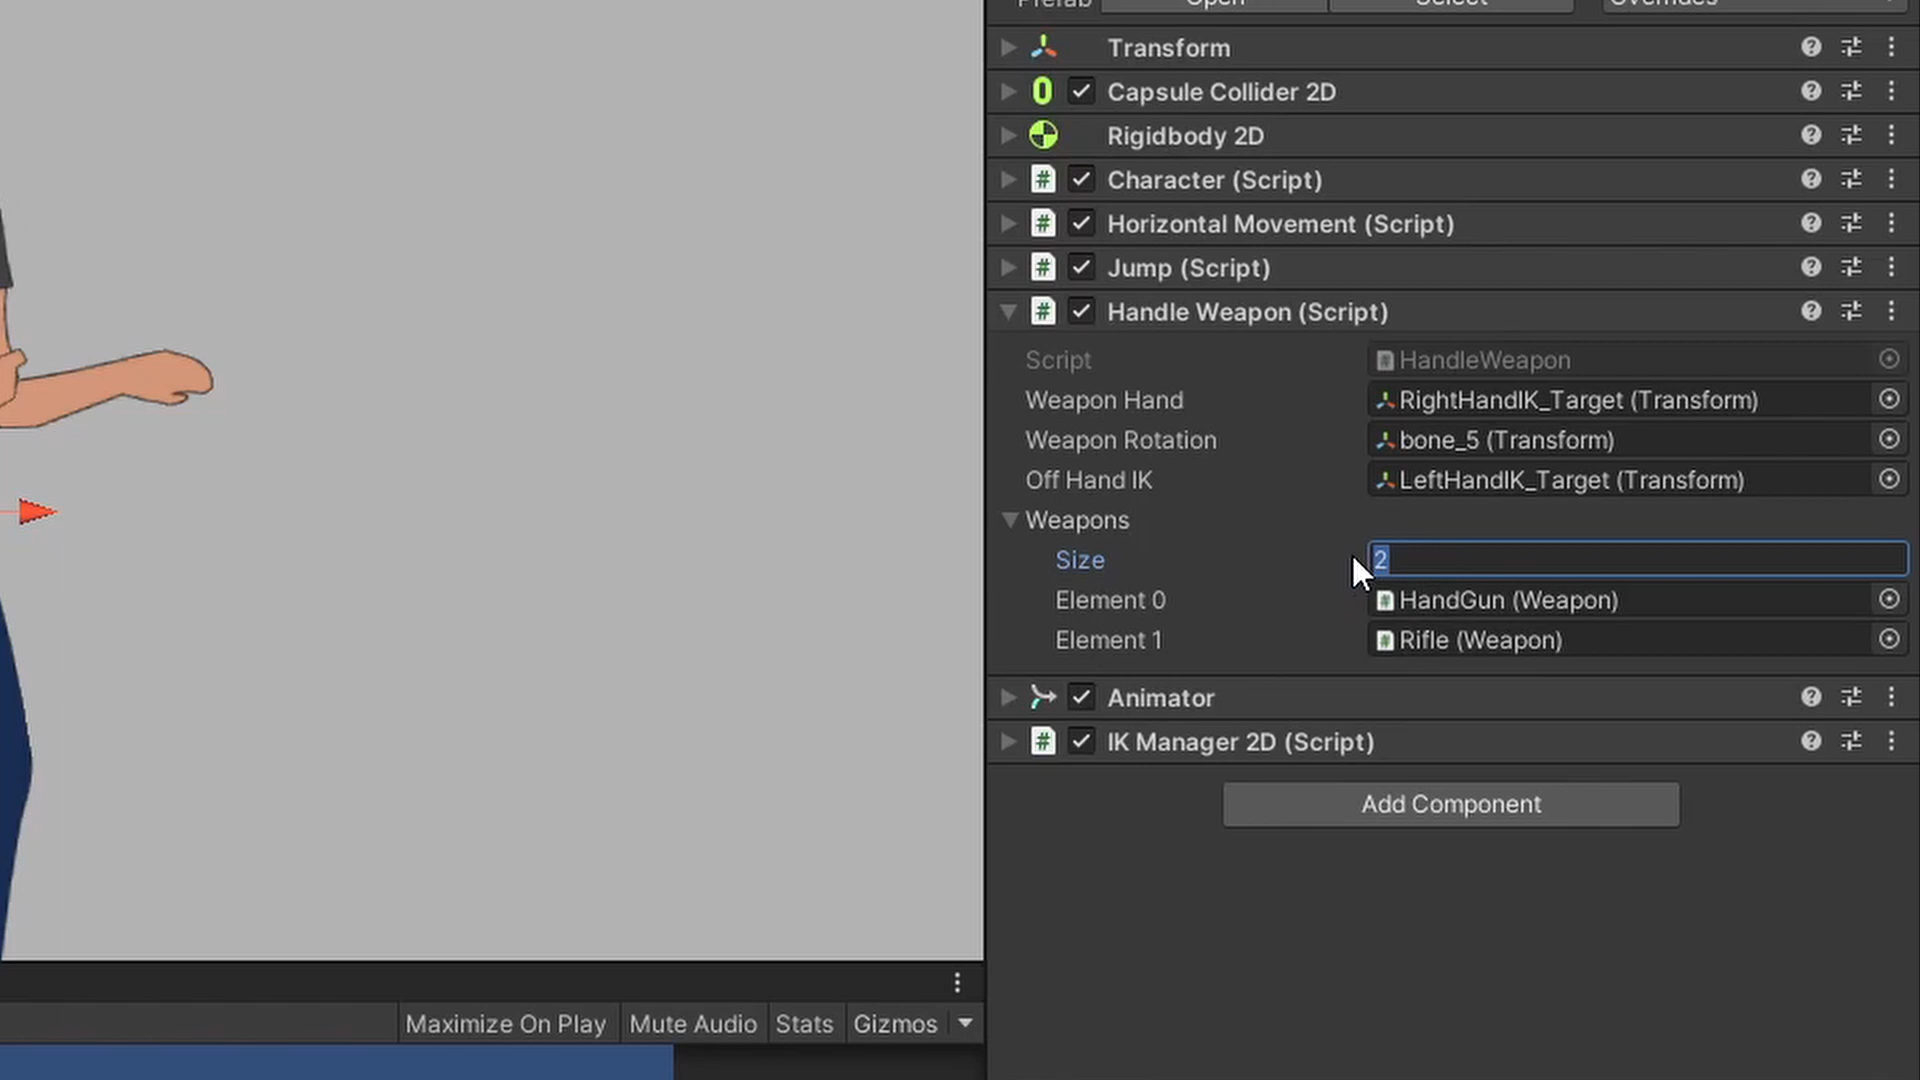 Prefab Open Select Overrides
Transform
Capsule Collider 2D
Rigidbody 2D
Character (Script)
Horizontal Movement (Script)
Jump (Script)
Handle Weapon (Script)
Script HandleWeapon
Weapon Hand RightHandIK_Target (Transform)
Weapon Rotation bone_5 (Transform)
Off Hand IK LeftHandIK_Target (Transform)
Weapons
Size 2
Element 0 HandGun (Weapon)
Element 1 Rifle (Weapon)
Animator
IK Manager 2D (Script)
Add Component
Maximize On Play Mute Audio Stats Gizmos